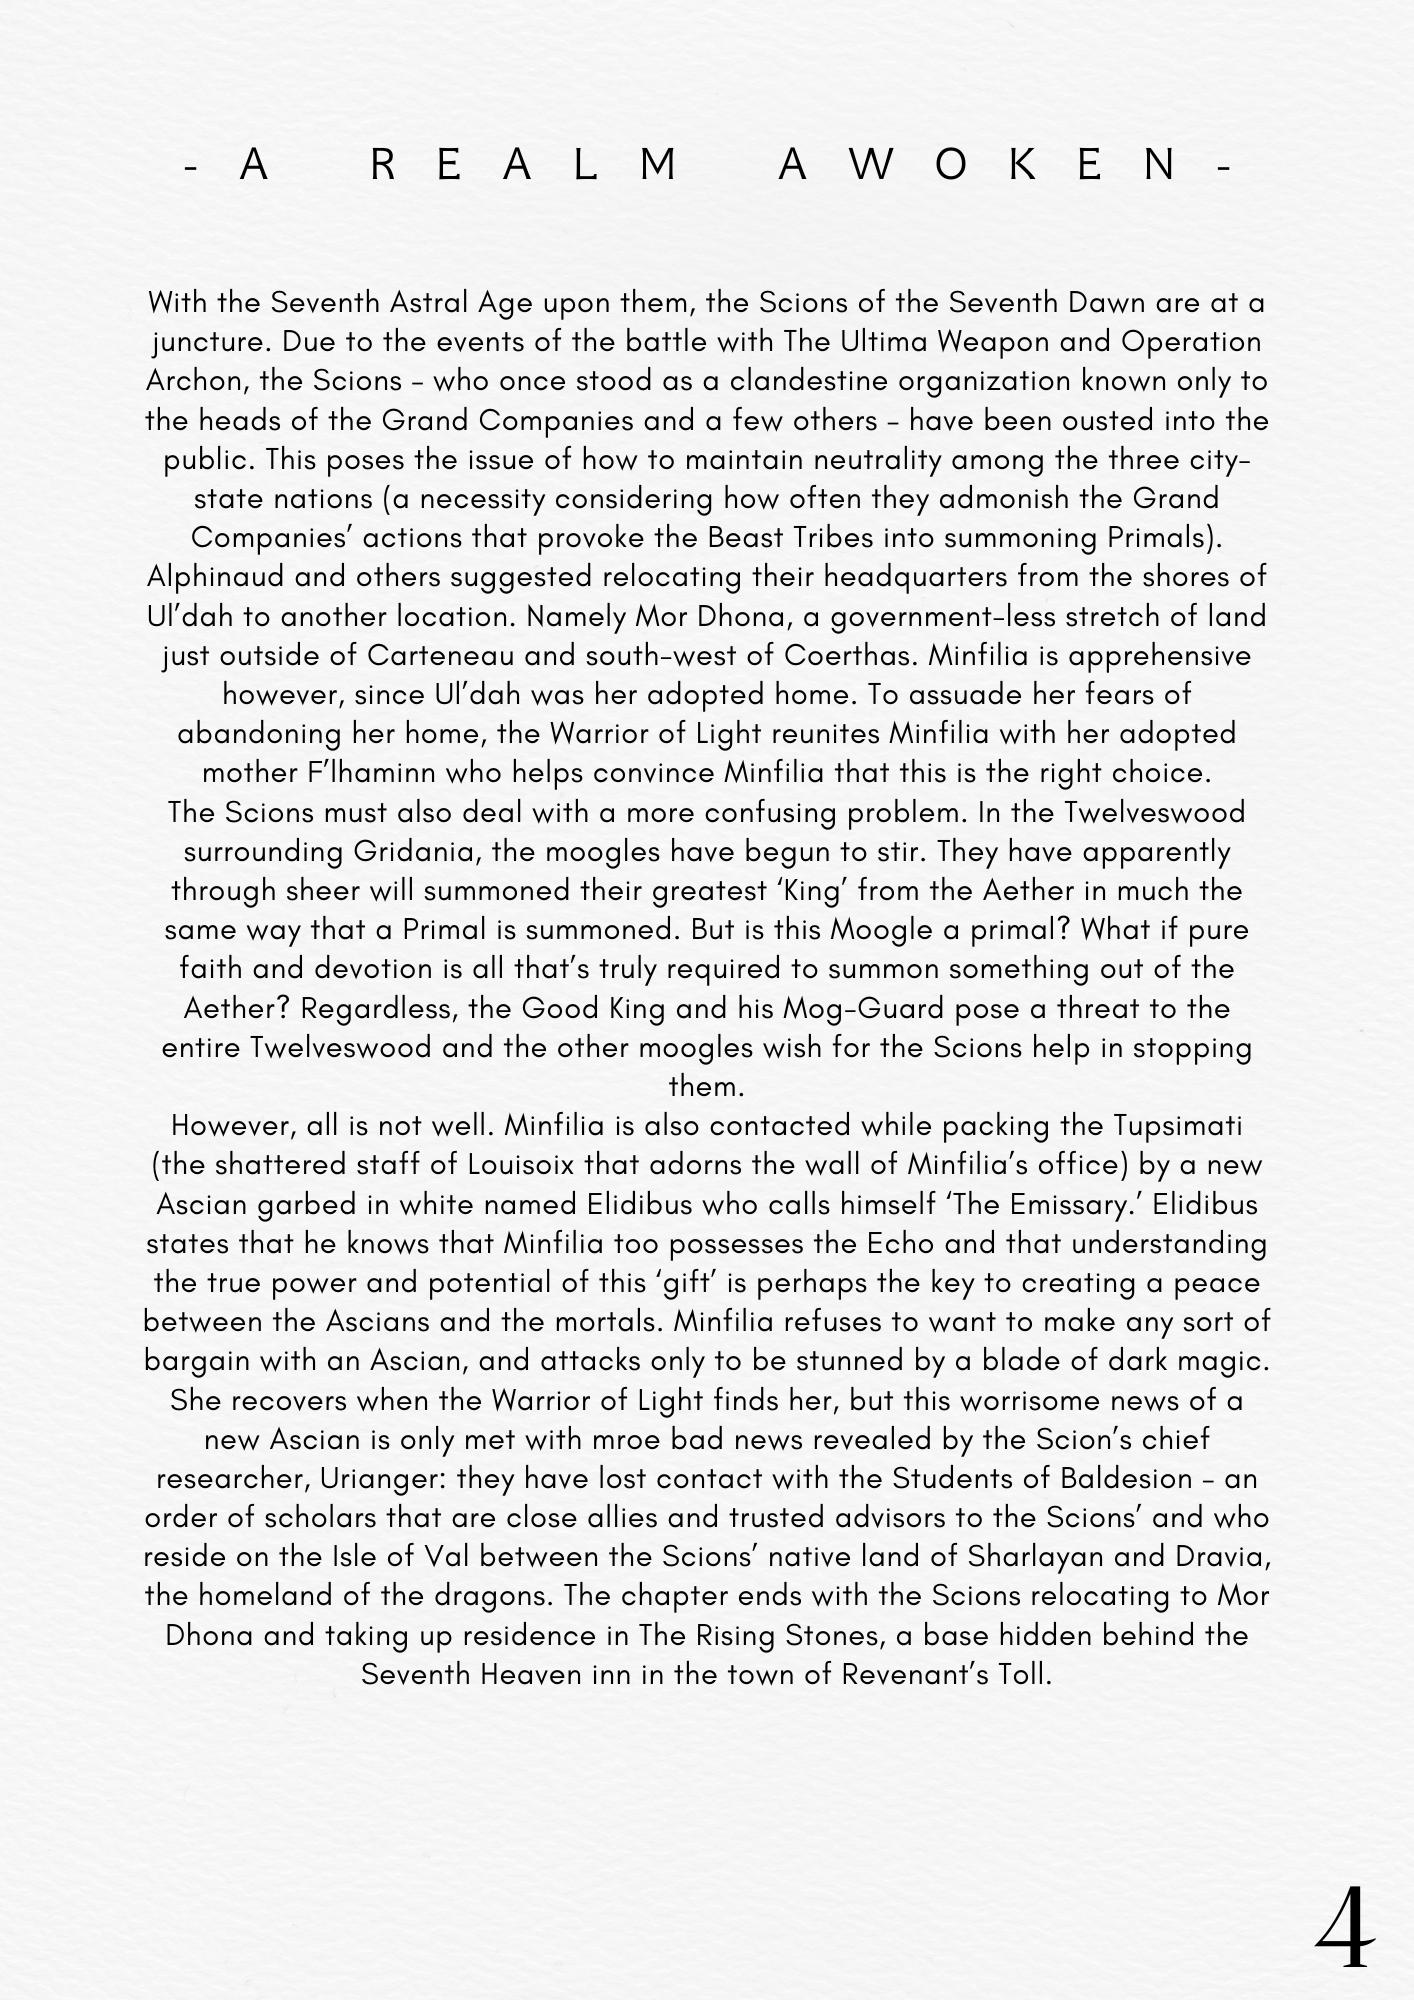 - A REALM AWOKEN -
With the Seventh Astral Age upon them, the Scions of the Seventh Dawn are at a
juncture. Due to the events of the battle with The Ultima Weapon and Operation
Archon, the Scions – who once stood as a clandestine organization known only to
the heads of the Grand Companies and a few others – have been ousted into the
public. This poses the issue of how to maintain neutrality among the three city-
state nations (a necessity considering how often they admonish the Grand
Companies’ actions that provoke the Beast Tribes into summoning Primals).
Alphinaud and others suggested relocating their headquarters from the shores of
Ul’dah to another location. Namely Mor Dhona, a government-less stretch of land
just outside of Carteneau and south-west of Coerthas. Minfilia is apprehensive
however, since Ul’dah was her adopted home. To assuade her fears of
abandoning her home, the Warrior of Light reunites Minfilia with her adopted
mother F’lhaminn who helps convince Minfilia that this is the right choice.
The Scions must also deal with a more confusing problem. In the Twelveswood
surrounding Gridania, the moogles have begun to stir. They have apparently
through sheer will summoned their greatest ‘King’ from the Aether in much the
same way that a Primal is summoned. But is this Moogle a primal? What if pure
faith and devotion is all that’s truly required to summon something out of the
Aether? Regardless, the Good King and his Mog-Guard pose a threat to the
entire Twelveswood and the other moogles wish for the Scions help in stopping
them.
However, all is not well. Minfilia is also contacted while packing the Tupsimati
(the shattered staff of Louisoix that adorns the wall of Minfilia’s office) by a new
Ascian garbed in white named Elidibus who calls himself ‘The Emissary.’ Elidibus
states that he knows that Minfilia too possesses the Echo and that understanding
the true power and potential of this ‘gift’ is perhaps the key to creating a peace
between the Ascians and the mortals. Minfilia refuses to want to make any sort of
bargain with an Ascian, and attacks only to be stunned by a blade of dark magic.
She recovers when the Warrior of Light finds her, but this worrisome news of a
new Ascian is only met with mroe bad news revealed by the Scion’s chief
researcher, Urianger: they have lost contact with the Students of Baldesion – an
order of scholars that are close allies and trusted advisors to the Scions’ and who
reside on the Isle of Val between the Scions’ native land of Sharlayan and Dravia,
the homeland of the dragons. The chapter ends with the Scions relocating to Mor
Dhona and taking up residence in The Rising Stones, a base hidden behind the
Seventh Heaven inn in the town of Revenant’s Toll.
4